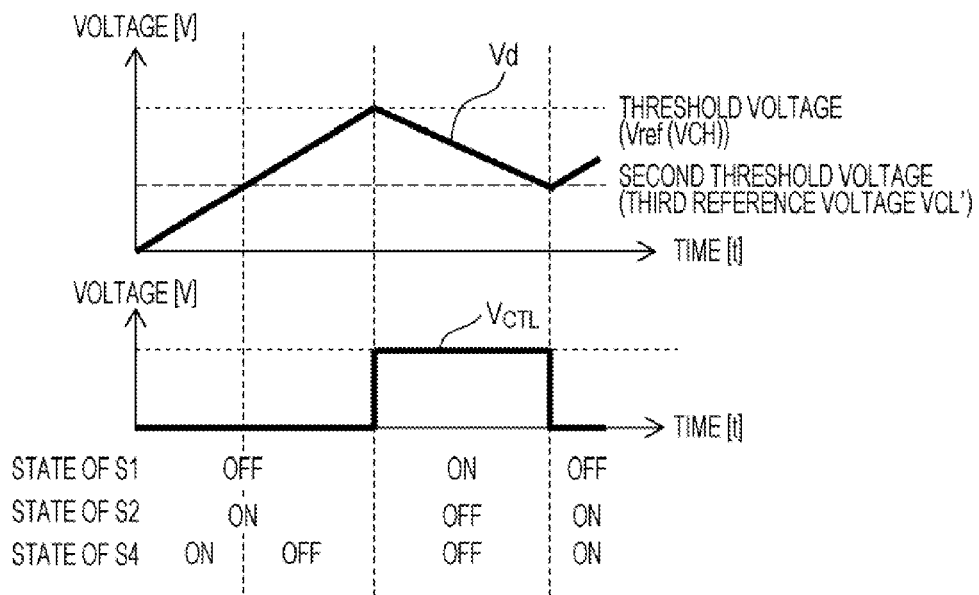 VOLTAGE [V]
Vd
THRESHOLD VOLTAGE
(Vref (VCH))
SECOND THRESHOLD VOLTAGE
(THIRD REFERENCE VOLTAGE VCL')
TIME [t]
VOLTAGE [V]
VCTL
TIME [t]
STATE OF S1 OFF ON OFF
STATE OF S2 ON OFF ON
STATE OF S4 ON OFF OFF ON